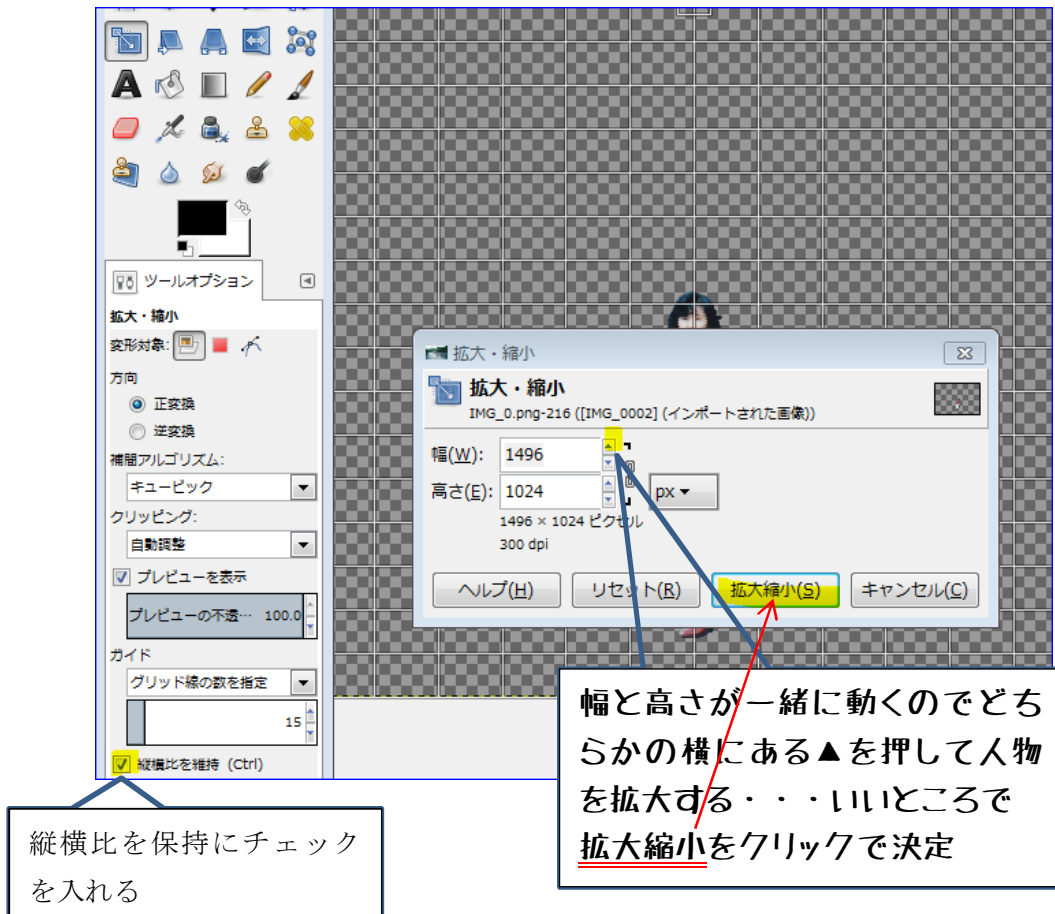 ツールオプション
拡大・縮小
変形対象:
方向
正変換
逆変換
補間アルゴリズム:
キュービック
クリッピング:
自動調整
プレビューを表示
プレビューの不透… 100.0
ガイド
グリッド線の数を指定
15
縦横比を維持 (Ctrl)
拡大・縮小
拡大・縮小
IMG_0.png-216 ([IMG_0002] (インポートされた画像))
幅(W): 1496
高さ(E): 1024 px
1496 × 1024 ピクセル
300 dpi
ヘルプ(H) リセット(R) 拡大縮小(S) キャンセル(C)
幅と高さが一緒に動くのでどち
らかの横にある▲を押して人物
を拡大する・・・いいところで
拡大縮小をクリックで決定
縦横比を保持にチェック
を入れる